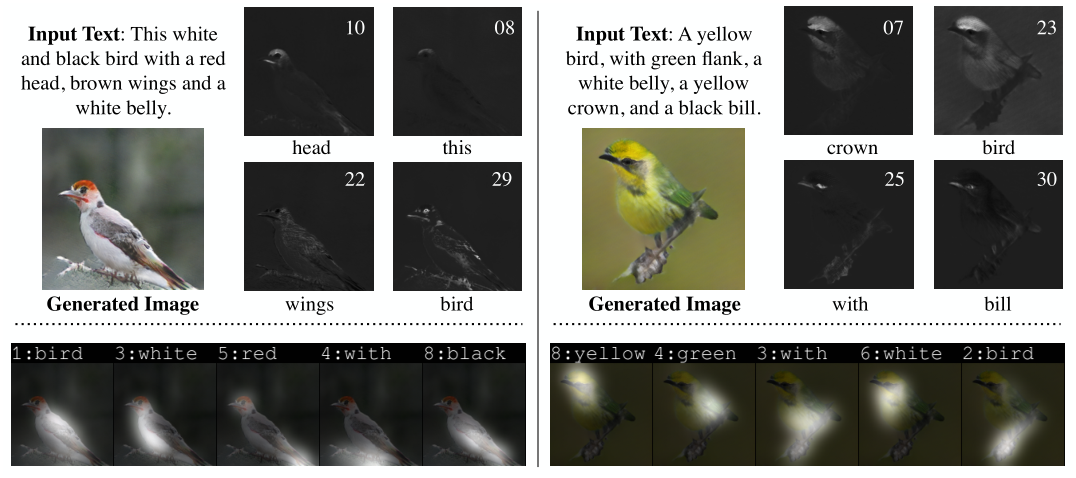 Input Text: This white
and black bird with a red
head, brown wings and a
white belly.
10
08
head
this
22
29
Generated Image
wings
bird
1:bird 3:white 5:red 4:with 8:black
Input Text: A yellow
bird, with green flank, a
white belly, a yellow
crown, and a black bill.
07
23
crown
bird
25
30
Generated Image
with
bill
8:yellow 4:green 3:with 6:white 2:bird